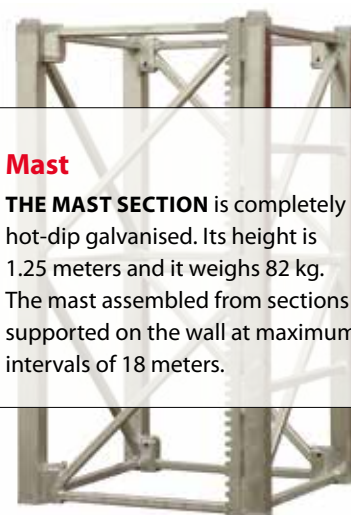 Mast
THE MAST SECTION is completely
hot-dip galvanised. Its height is
1.25 meters and it weighs 82 kg.
The mast assembled from sections
supported on the wall at maximum
intervals of 18 meters.